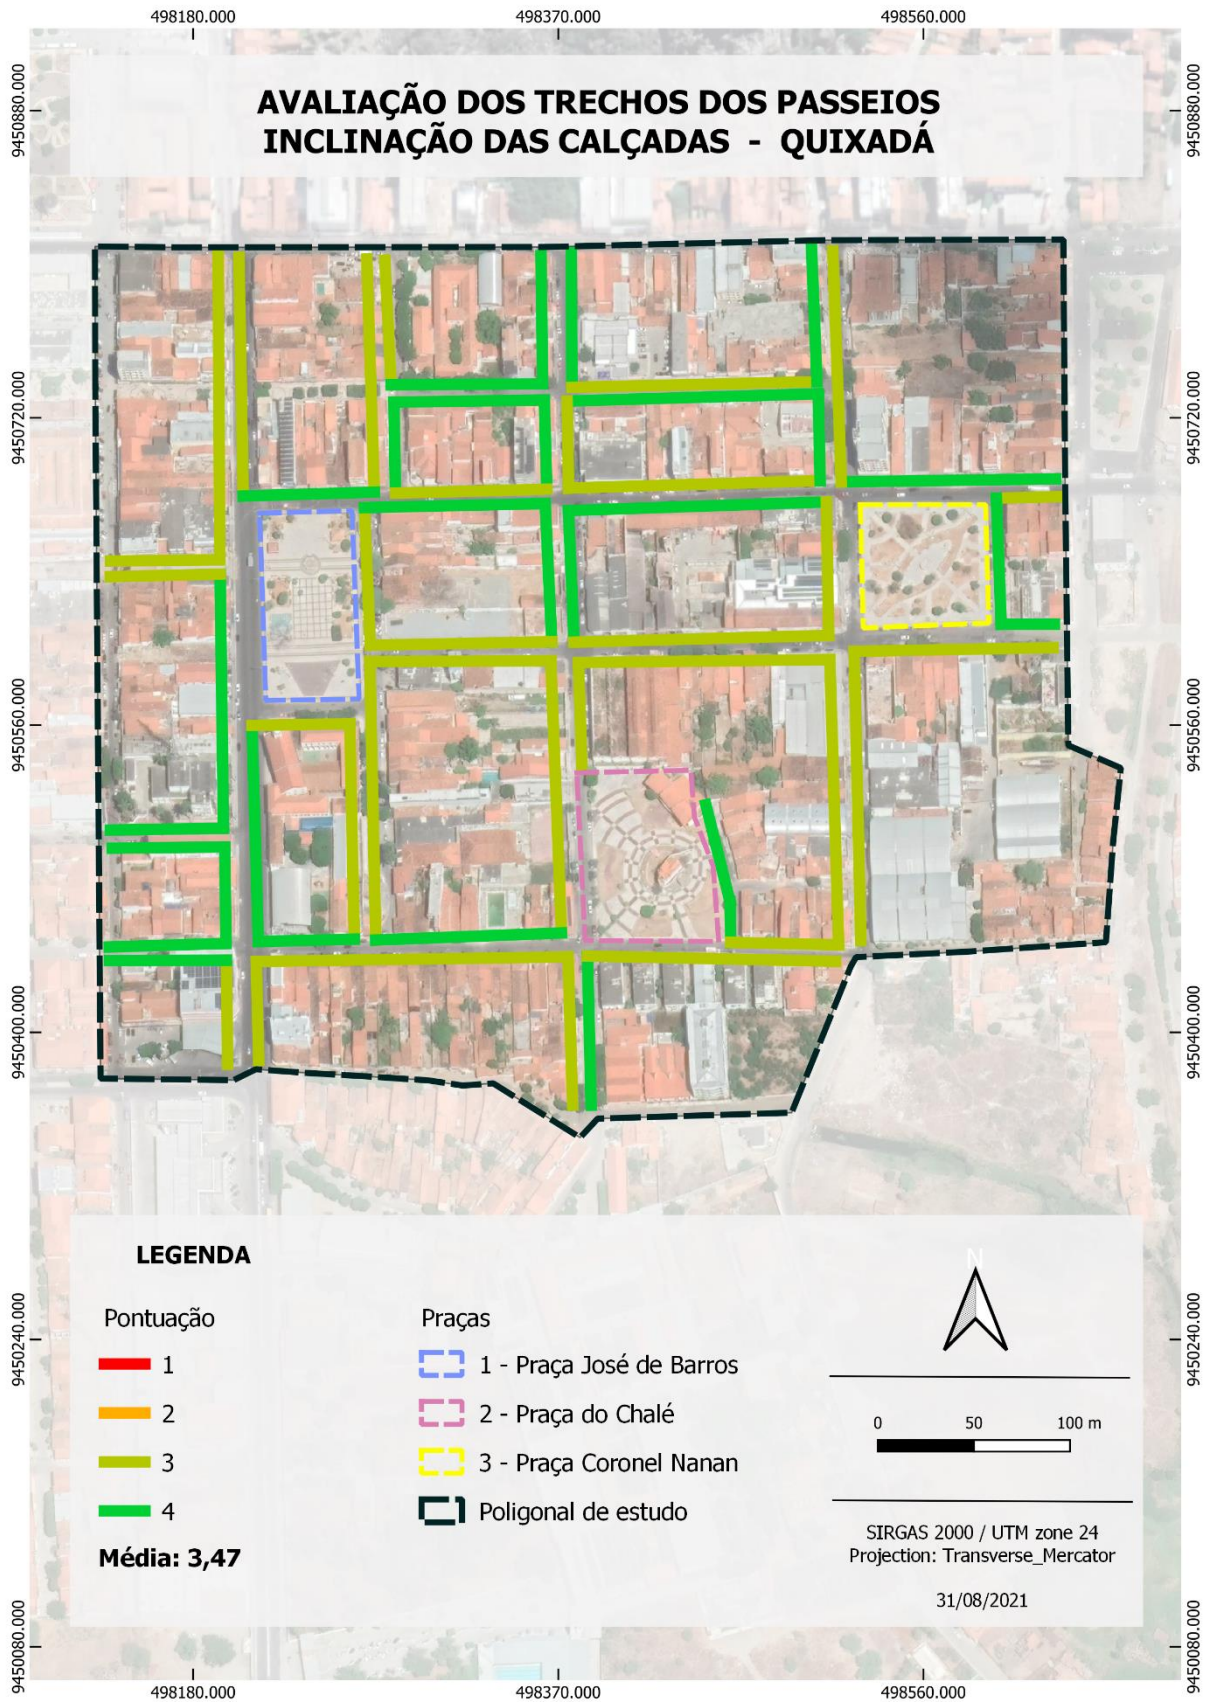 498180.000 498370.000 498560.000
9450880.000 9450880.000
AVALIAÇÃO DOS TRECHOS DOS PASSEIOS
INCLINAÇÃO DAS CALÇADAS - QUIXADÁ
9450720.000 9450720.000
9450560.000 9450560.000
9450400.000 9450400.000
9450240.000 9450240.000
9450080.000 9450080.000
LEGENDA
Pontuação
1
2
3
4
Média: 3,47
Praças
1 - Praça José de Barros
2 - Praça do Chalé
3 - Praça Coronel Nanan
Poligonal de estudo
N
0 50 100 m
SIRGAS 2000 / UTM zone 24
Projection: Transverse_Mercator
31/08/2021
498180.000 498370.000 498560.000